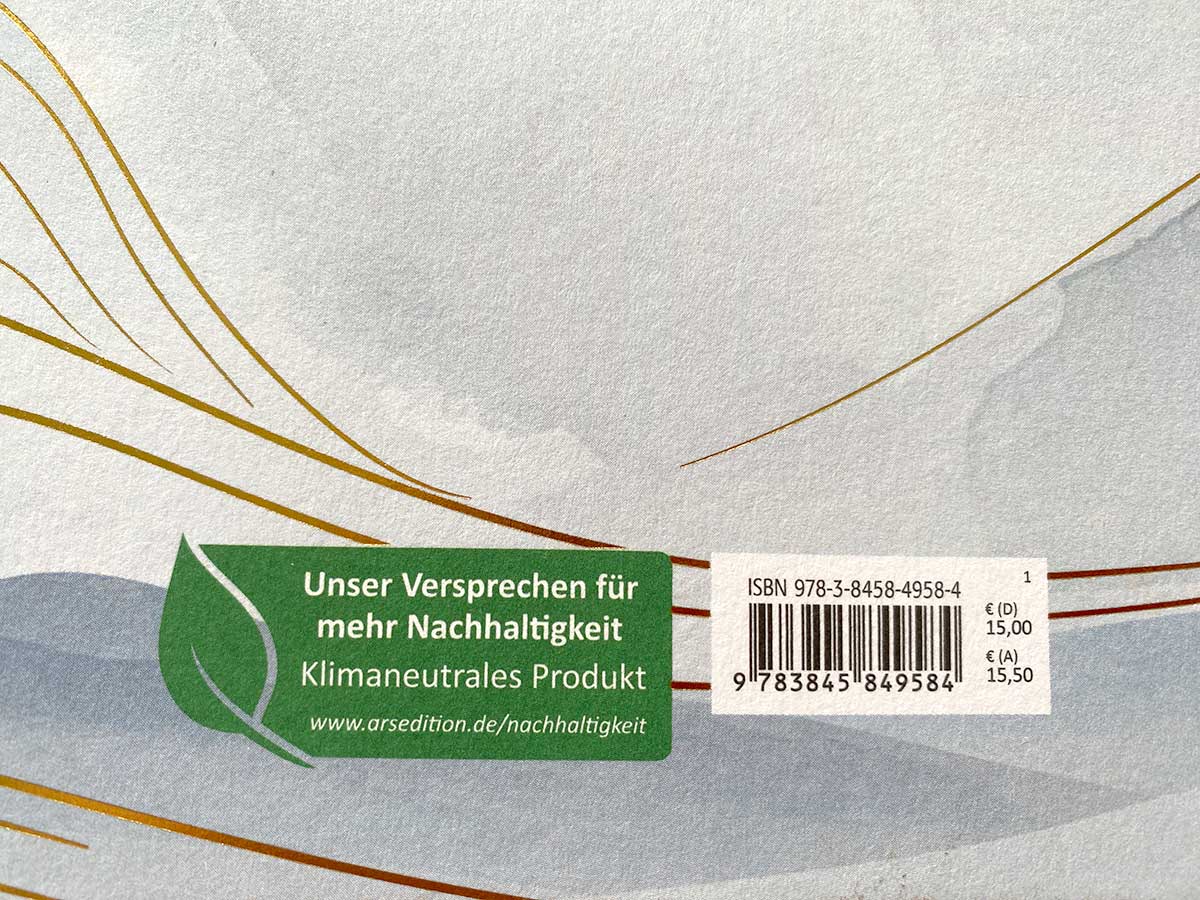 Unser Versprechen für
mehr Nachhaltigkeit
Klimaneutrales Produkt
www.arsedition.de/nachhaltigkeit
ISBN 978-3-8458-4958-4
9 783845 849584
1
€ (D)
15,00
€ (A)
15,50